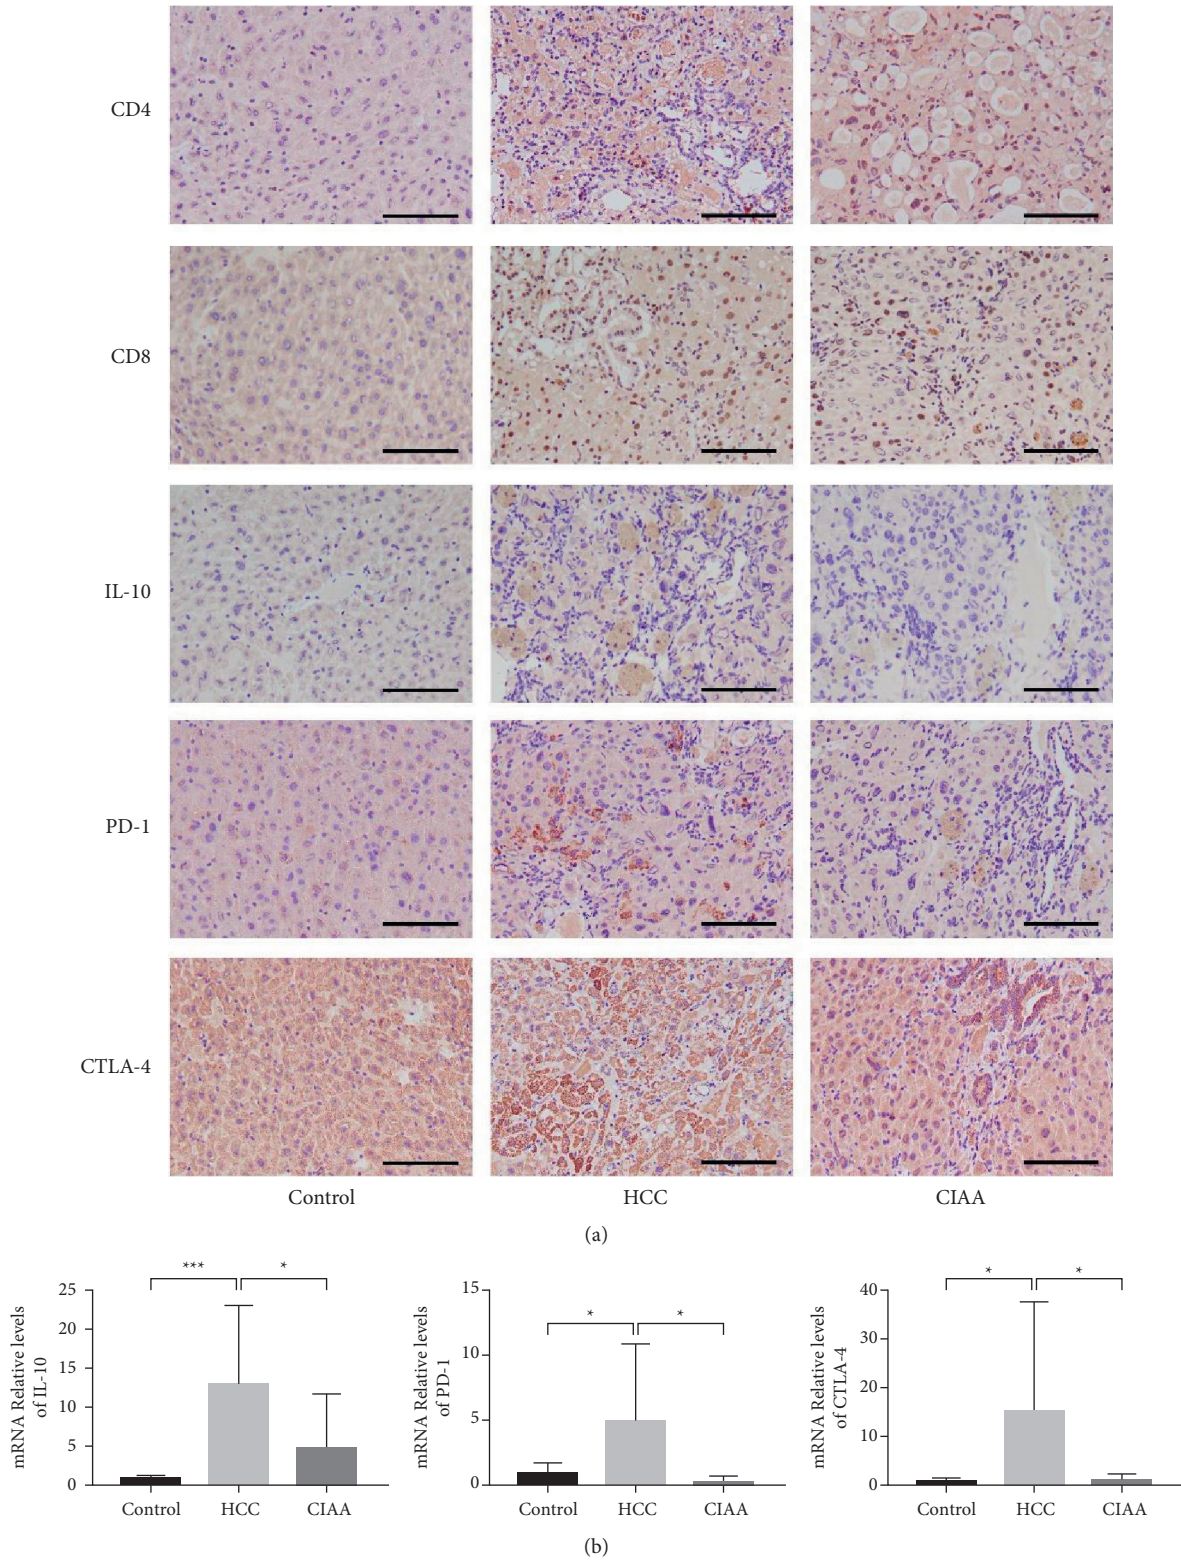 CD4
CD8
IL-10
PD-1
CTLA-4
Control HCC CIAA
(a)
mRNA Relative levels
of IL-10
25
20
15
10
5
0
*** *
Control HCC CIAA
mRNA Relative levels
of PD-1
15
10
5
0
* *
Control HCC CIAA
mRNA Relative levels
of CTLA-4
40
30
20
10
0
* *
Control HCC CIAA
(b)